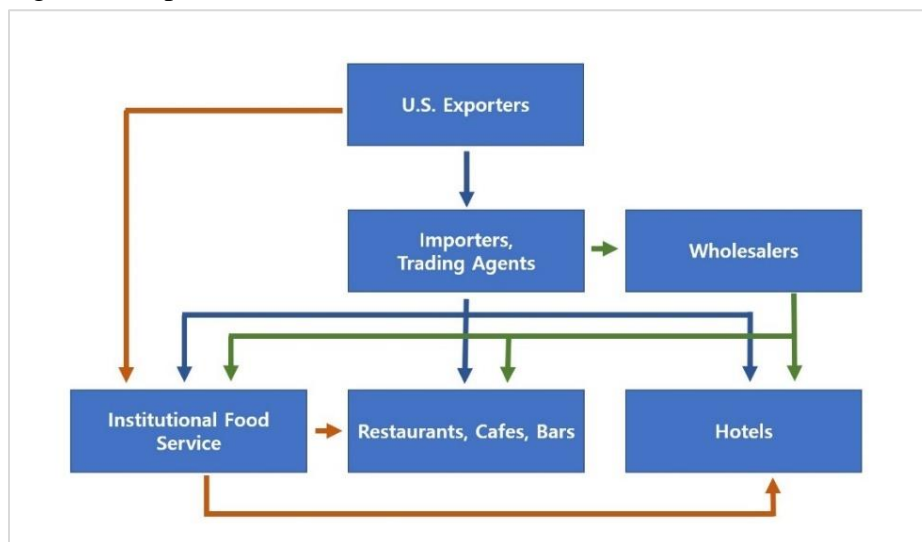 U.S. Exporters
Importers,
Trading Agents
Wholesalers
Institutional Food
Service
Restaurants, Cafes, Bars
Hotels